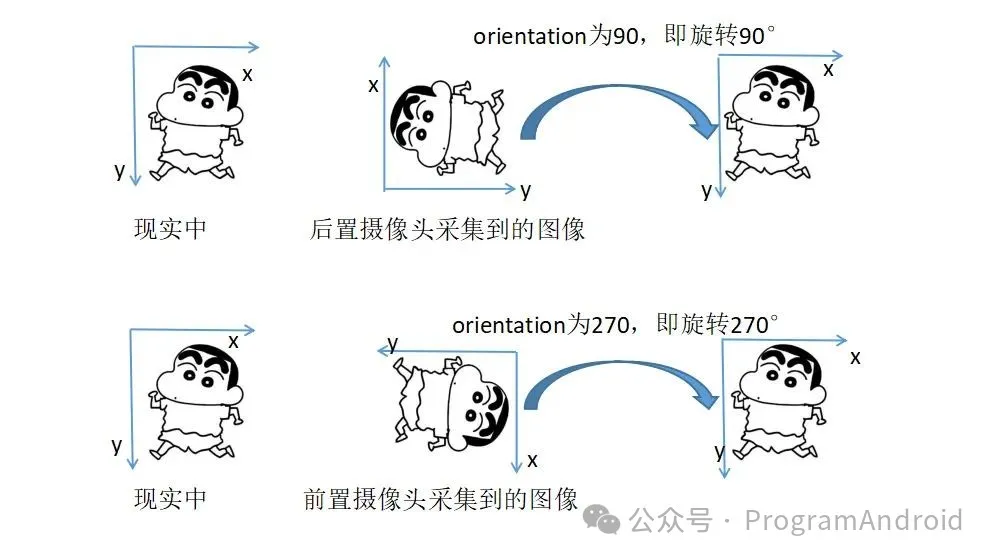 orientation为90，即旋转90°
x
x
x
y
y
y
现实中
后置摄像头采集到的图像
orientation为270，即旋转270°
x
y
x
y
x
y
现实中
前置摄像头采集到的图像
公众号 · ProgramAndroid